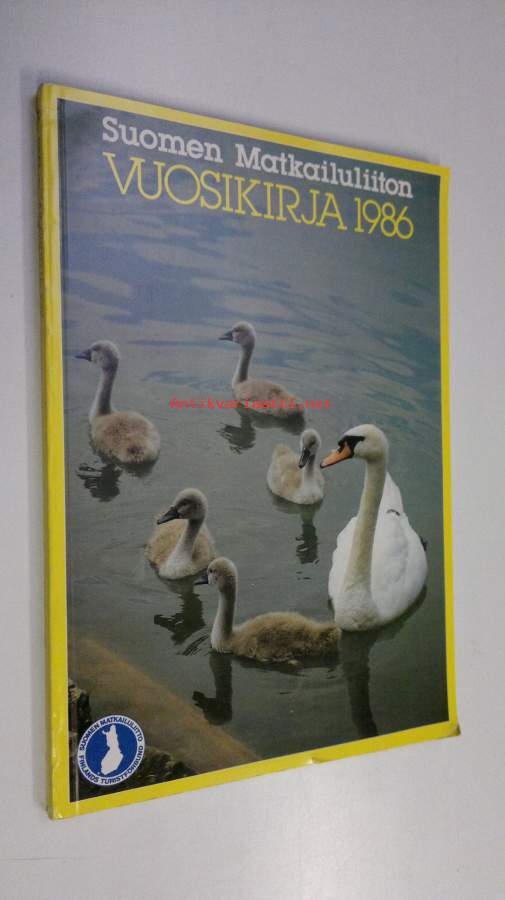 Suomen Matkailuliiton
VUOSIKIRJA 1986
Antikvariaatti.net
SUOMEN MATKAILULIITTO
FINLANDS TURISTFÖRBUND